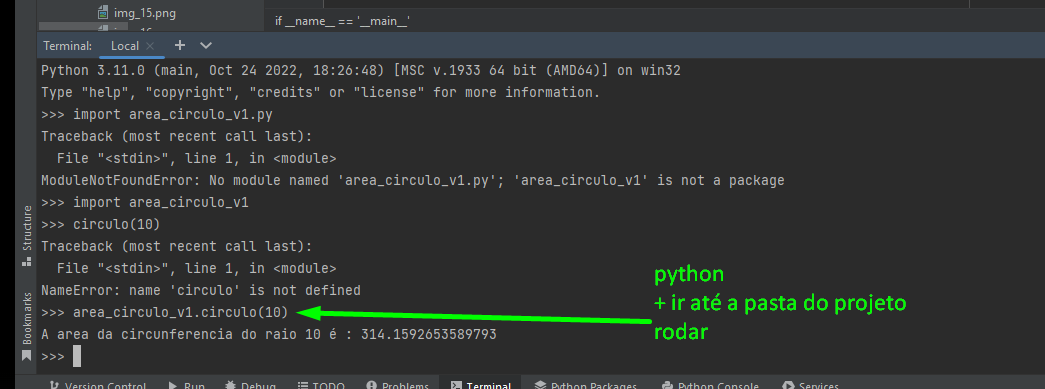 img_15.png
if __name__ == '__main__'
Terminal: Local × + 
Python 3.11.0 (main, Oct 24 2022, 18:26:48) [MSC v.1933 64 bit (AMD64)] on win32
Type "help", "copyright", "credits" or "license" for more information.
>>> import area_circulo_v1.py
Traceback (most recent call last):
  File "<stdin>", line 1, in <module>
ModuleNotFoundError: No module named 'area_circulo_v1.py'; 'area_circulo_v1' is not a package
>>> import area_circulo_v1
>>> circulo(10)
Traceback (most recent call last):
  File "<stdin>", line 1, in <module>
NameError: name 'circulo' is not defined
>>> area_circulo_v1.circulo(10)
A area da circunferencia do raio 10 é : 314.1592653589793
>>>
python
+ ir até a pasta do projeto
rodar
Structure
Bookmarks
Version Control Run Debug TODO Problems Terminal Python Packages Python Console Services